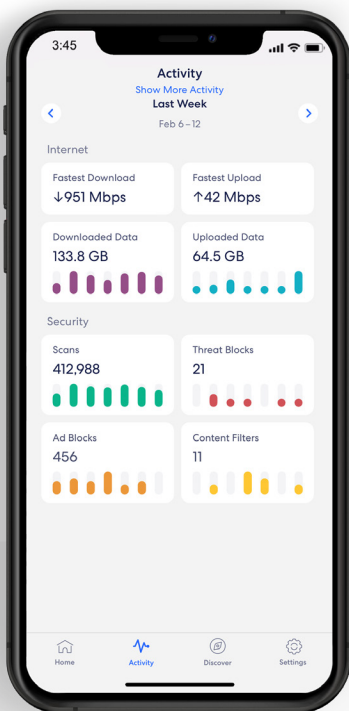 3:45
Activity
Show More Activity
Last Week
Feb 6 – 12
Internet
Fastest Download
↓951 Mbps
Fastest Upload
↑42 Mbps
Downloaded Data
133.8 GB
Uploaded Data
64.5 GB
Security
Scans
412,988
Threat Blocks
21
Ad Blocks
456
Content Filters
11
Home
Activity
Discover
Settings